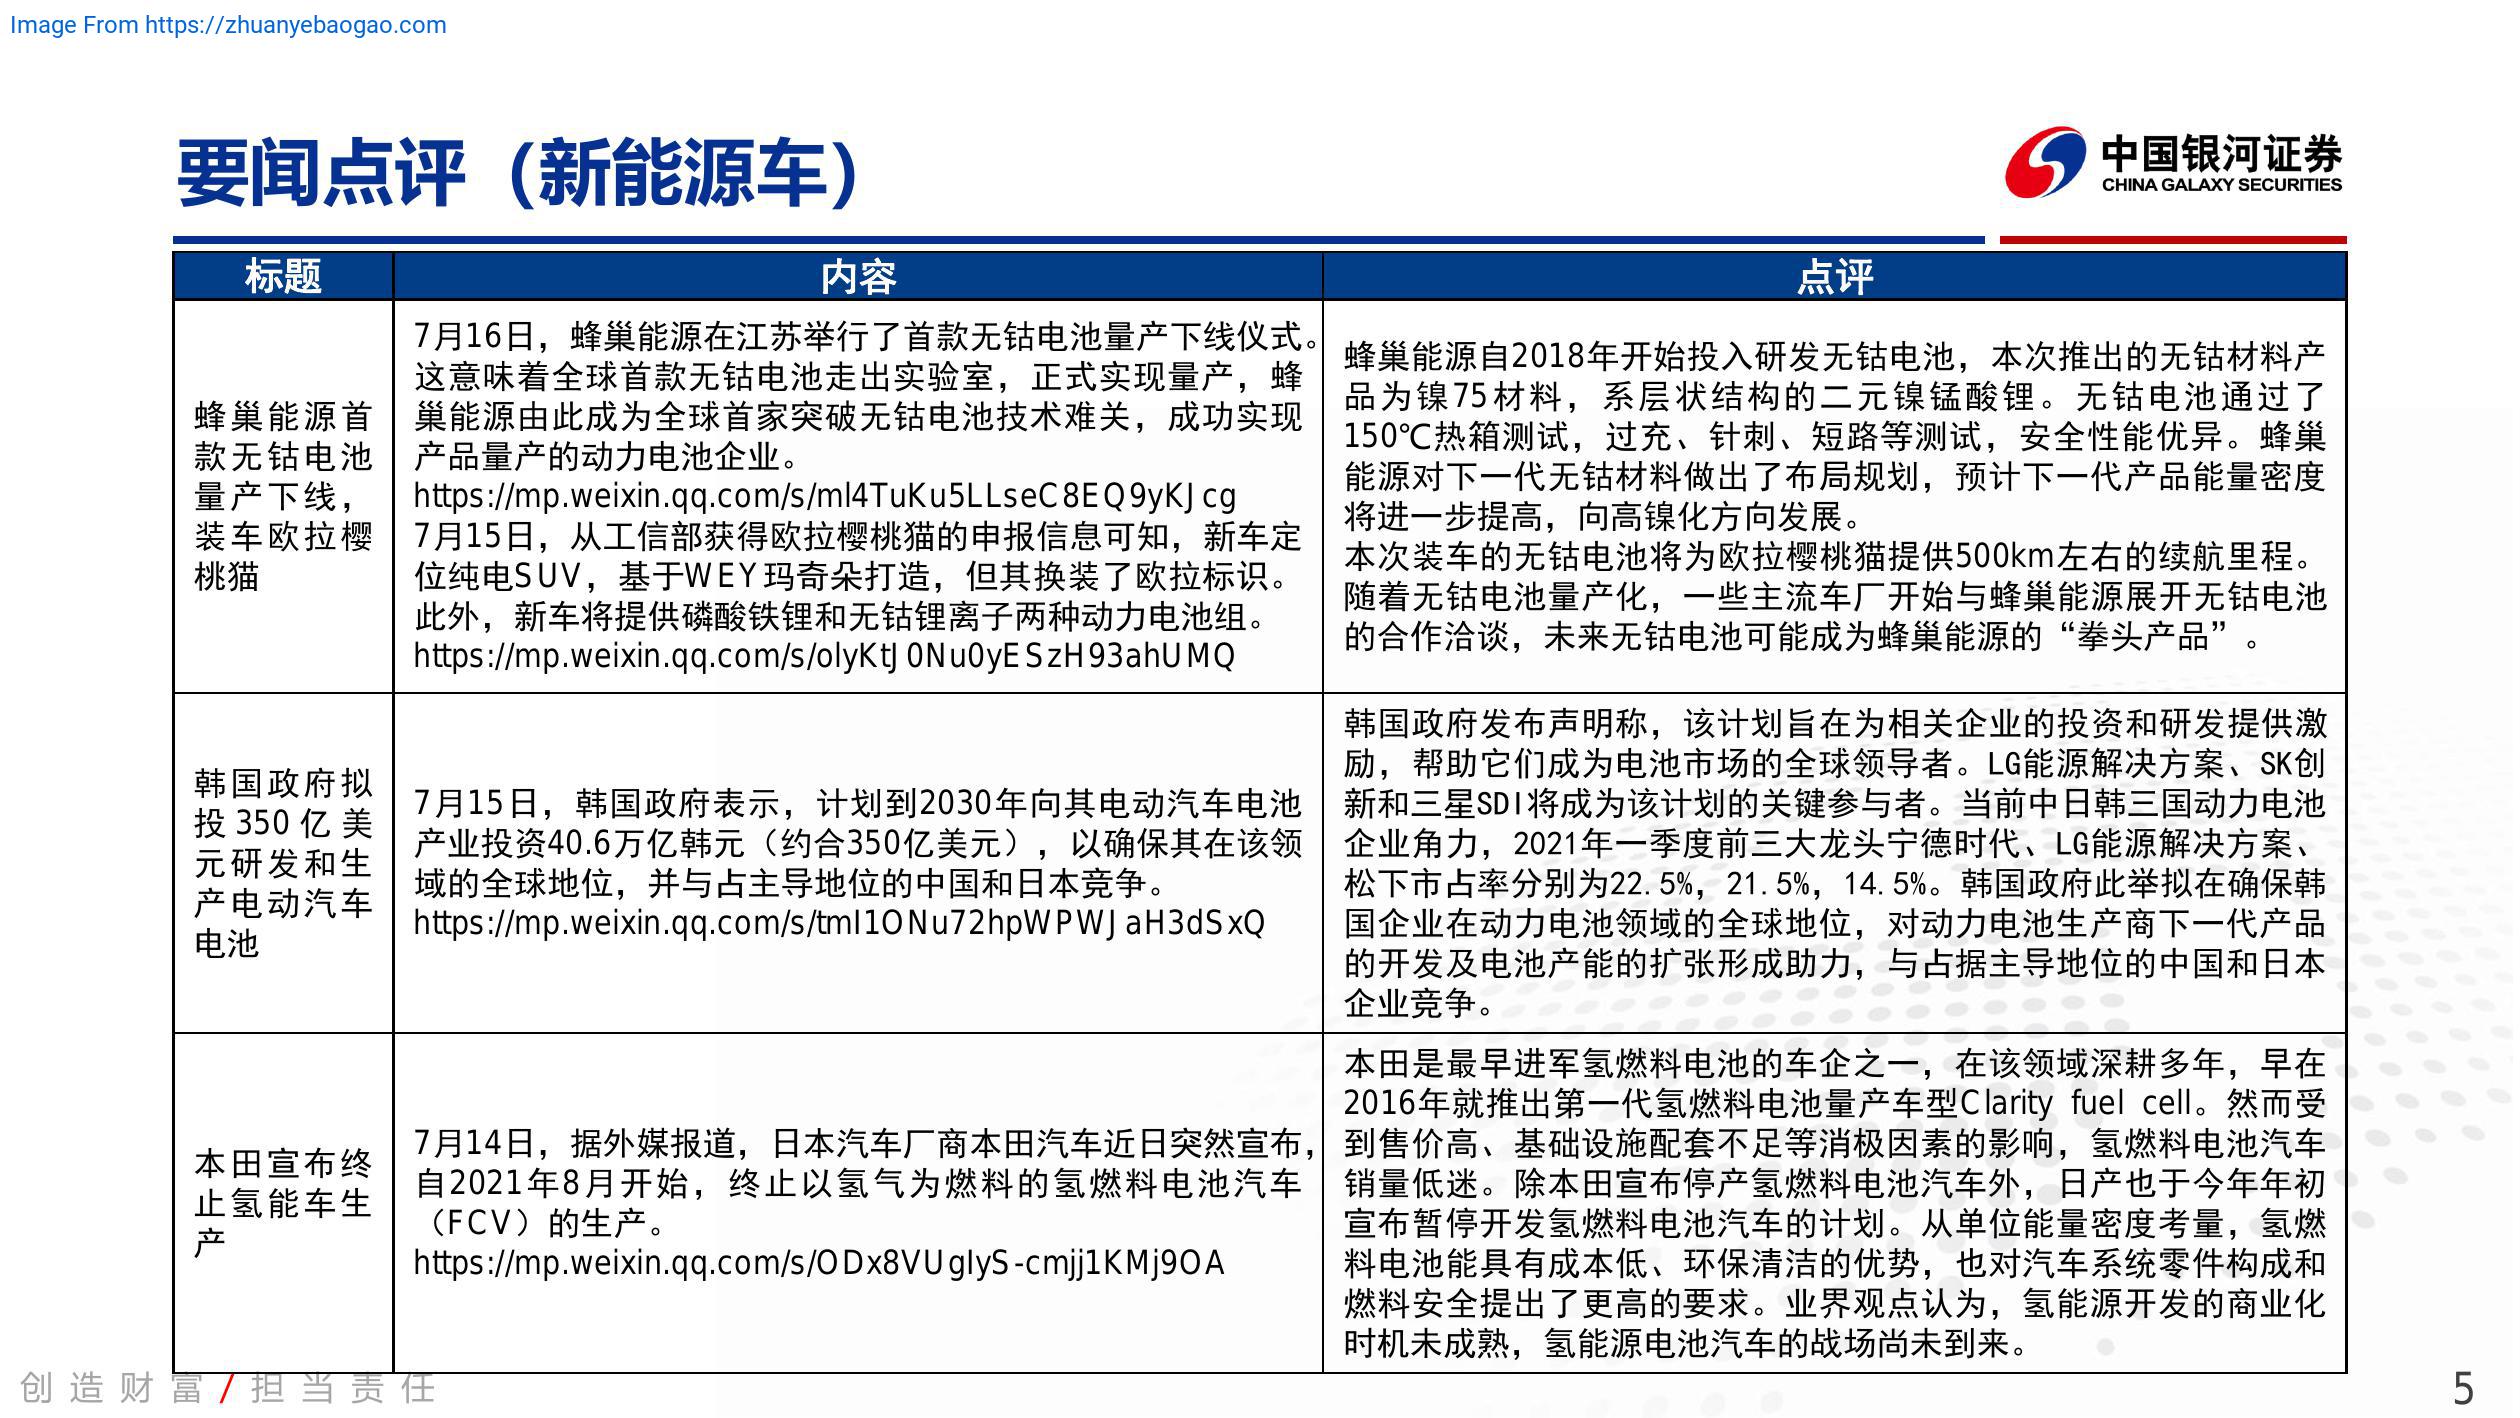 Image From https://zhuanyebaogao.com
要闻点评（新能源车）
中国银河证券
CHINA GALAXY SECURITIES
标题
内容
点评
蜂巢能源首
款无钴电池
量产下线，
装车欧拉樱
桃猫
7月16日，蜂巢能源在江苏举行了首款无钴电池量产下线仪式。
这意味着全球首款无钴电池走出实验室，正式实现量产，蜂
巢能源由此成为全球首家突破无钴电池技术难关，成功实现
产品量产的动力电池企业。
https://mp.weixin.qq.com/s/ml4TuKu5LLseC8EQ9yKJcg
7月15日，从工信部获得欧拉樱桃猫的申报信息可知，新车定
位纯电SUV，基于WEY玛奇朵打造，但其换装了欧拉标识。
此外，新车将提供磷酸铁锂和无钴锂离子两种动力电池组。
https://mp.weixin.qq.com/s/olyKtJ0Nu0yESzH93ahUMQ
蜂巢能源自2018年开始投入研发无钴电池，本次推出的无钴材料产
品为镍75材料，系层状结构的二元镍锰酸锂。无钴电池通过了
150℃热箱测试，过充、针刺、短路等测试，安全性能优异。蜂巢
能源对下一代无钴材料做出了布局规划，预计下一代产品能量密度
将进一步提高，向高镍化方向发展。
本次装车的无钴电池将为欧拉樱桃猫提供500km左右的续航里程。
随着无钴电池量产化，一些主流车厂开始与蜂巢能源展开无钴电池
的合作洽谈，未来无钴电池可能成为蜂巢能源的“拳头产品”。
韩国政府拟
投350亿美
元研发和生
产电动汽车
电池
7月15日，韩国政府表示，计划到2030年向其电动汽车电池
产业投资40.6万亿韩元（约合350亿美元），以确保其在该领
域的全球地位，并与占主导地位的中国和日本竞争。
https://mp.weixin.qq.com/s/tmI1ONu72hpWPWJaH3dSxQ
韩国政府发布声明称，该计划旨在为相关企业的投资和研发提供激
励，帮助它们成为电池市场的全球领导者。LG能源解决方案、SK创
新和三星SDI将成为该计划的关键参与者。当前中日韩三国动力电池
企业角力，2021年一季度前三大龙头宁德时代、LG能源解决方案、
松下市占率分别为22.5%，21.5%，14.5%。韩国政府此举拟在确保韩
国企业在动力电池领域的全球地位，对动力电池生产商下一代产品
的开发及电池产能的扩张形成助力，与占据主导地位的中国和日本
企业竞争。
本田宣布终
止氢能车生
产
7月14日，据外媒报道，日本汽车厂商本田汽车近日突然宣布，
自2021年8月开始，终止以氢气为燃料的氢燃料电池汽车
（FCV）的生产。
https://mp.weixin.qq.com/s/ODx8VUgIyS-cmjj1KMj9OA
本田是最早进军氢燃料电池的车企之一，在该领域深耕多年，早在
2016年就推出第一代氢燃料电池量产车型Clarity fuel cell。然而受
到售价高、基础设施配套不足等消极因素的影响，氢燃料电池汽车
销量低迷。除本田宣布停产氢燃料电池汽车外，日产也于今年年初
宣布暂停开发氢燃料电池汽车的计划。从单位能量密度考量，氢燃
料电池能具有成本低、环保清洁的优势，也对汽车系统零件构成和
燃料安全提出了更高的要求。业界观点认为，氢能源开发的商业化
时机未成熟，氢能源电池汽车的战场尚未到来。
创造财富/担当责任
5